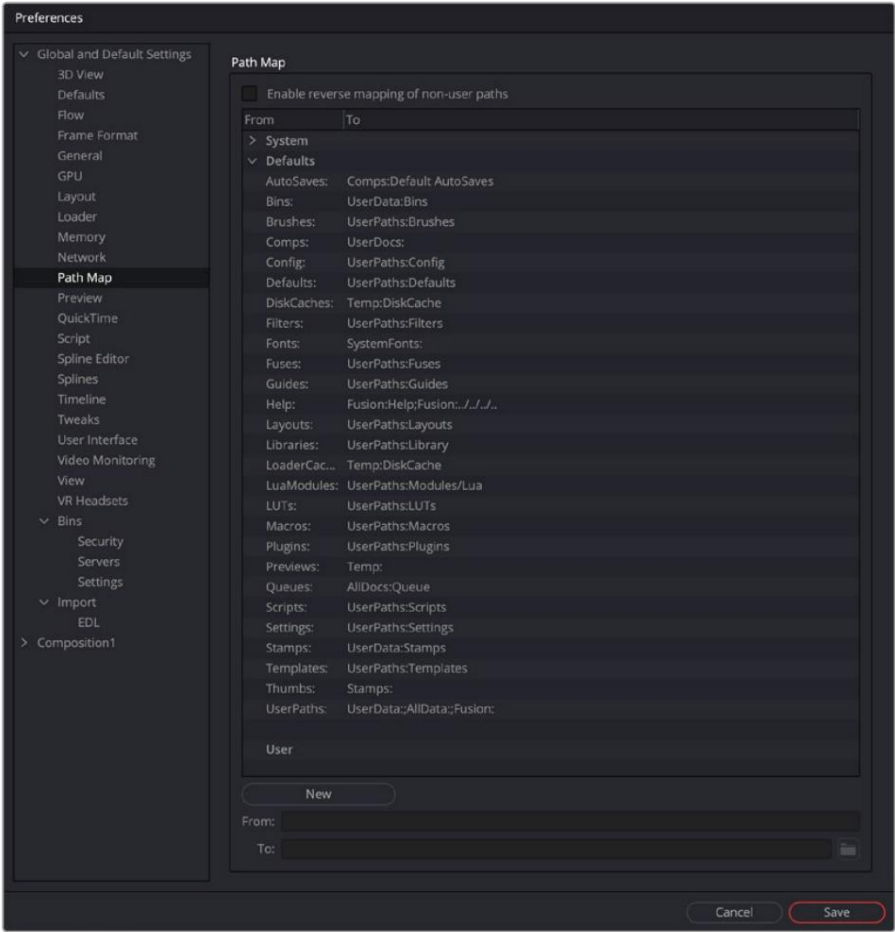 Preferences
Global and Default Settings
3D View
Defaults
Flow
Frame Format
General
GPU
Layout
Loader
Memory
Network
Path Map
Preview
QuickTime
Script
Spline Editor
Splines
Timeline
Tweaks
User Interface
Video Monitoring
View
VR Headsets
Bins
Security
Servers
Settings
Import
EDL
Composition1
Path Map
Enable reverse mapping of non-user paths
From To
System
Defaults
AutoSaves: Comps:Default AutoSaves
Bins: UserData:Bins
Brushes: UserPaths:Brushes
Comps: UserDocs:
Config: UserPaths:Config
Defaults: UserPaths:Defaults
DiskCaches: Temp:DiskCache
Filters: UserPaths:Filters
Fonts: SystemFonts:
Fuses: UserPaths:Fuses
Guides: UserPaths:Guides
Help: Fusion:Help;Fusion:../../../..
Layouts: UserPaths:Layouts
Libraries: UserPaths:Library
LoaderCac... Temp:DiskCache
LuaModules: UserPaths:Modules/Lua
LUTs: UserPaths:LUTs
Macros: UserPaths:Macros
Plugins: UserPaths:Plugins
Previews: Temp:
Queues: AllDocs:Queue
Scripts: UserPaths:Scripts
Settings: UserPaths:Settings
Stamps: UserData:Stamps
Templates: UserPaths:Templates
Thumbs: Stamps:
UserPaths: UserData:;AllData:;Fusion:
User
New
From:
To:
Cancel Save